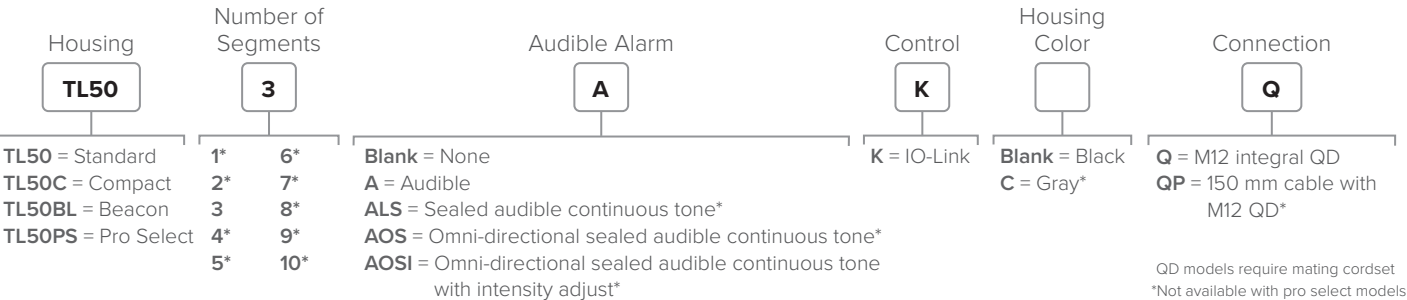 Number of
Segments
Housing
Audible Alarm
Control
Housing
Color
Connection
TL50
3
A
K
Q
TL50 = Standard
TL50C = Compact
TL50BL = Beacon
TL50PS = Pro Select
1* 6*
2* 7*
3 8*
4* 9*
5* 10*
Blank = None
A = Audible
ALS = Sealed audible continuous tone*
AOS = Omni-directional sealed audible continuous tone*
AOSI = Omni-directional sealed audible continuous tone
with intensity adjust*
K = IO-Link
Blank = Black
C = Gray*
Q = M12 integral QD
QP = 150 mm cable with
M12 QD*
QD models require mating cordset
*Not available with pro select models